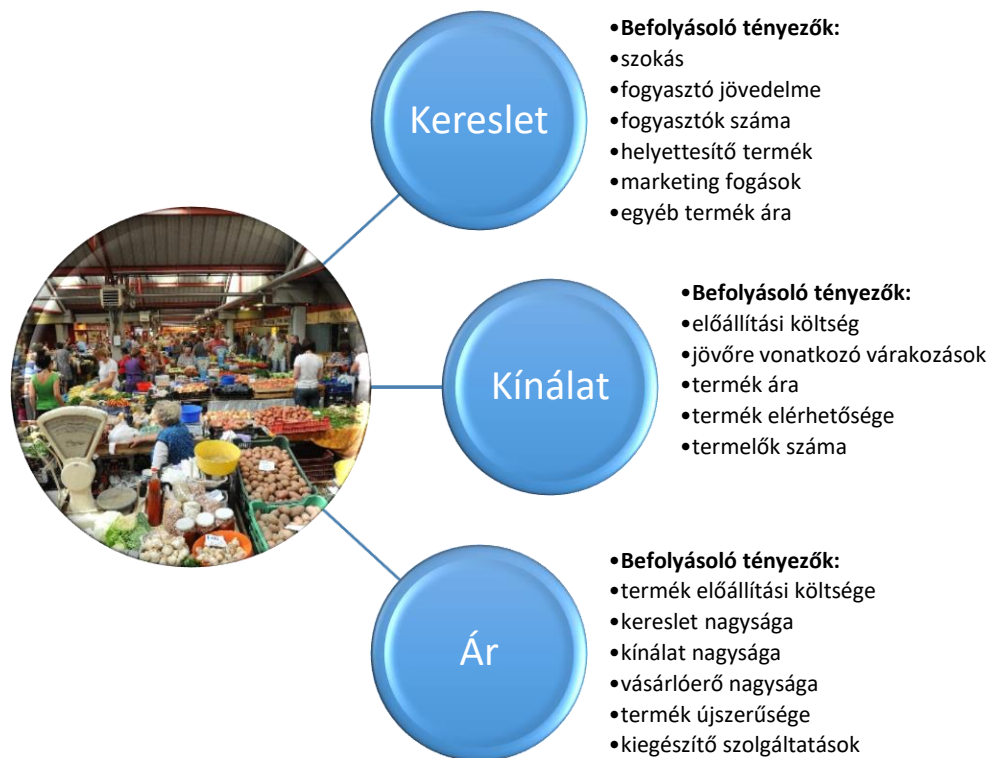 Kereslet
•Befolyásoló tényezők:
•szokás
•fogyasztó jövedelme
•fogyasztók száma
•helyettesítő termék
•marketing fogások
•egyéb termék ára
Kínálat
•Befolyásoló tényezők:
•előállítási költség
•jövőre vonatkozó várakozások
•termék ára
•termék elérhetősége
•termelők száma
Ár
•Befolyásoló tényezők:
•termék előállítási költsége
•kereslet nagysága
•kínálat nagysága
•vásárlóerő nagysága
•termék újszerűsége
•kiegészítő szolgáltatások